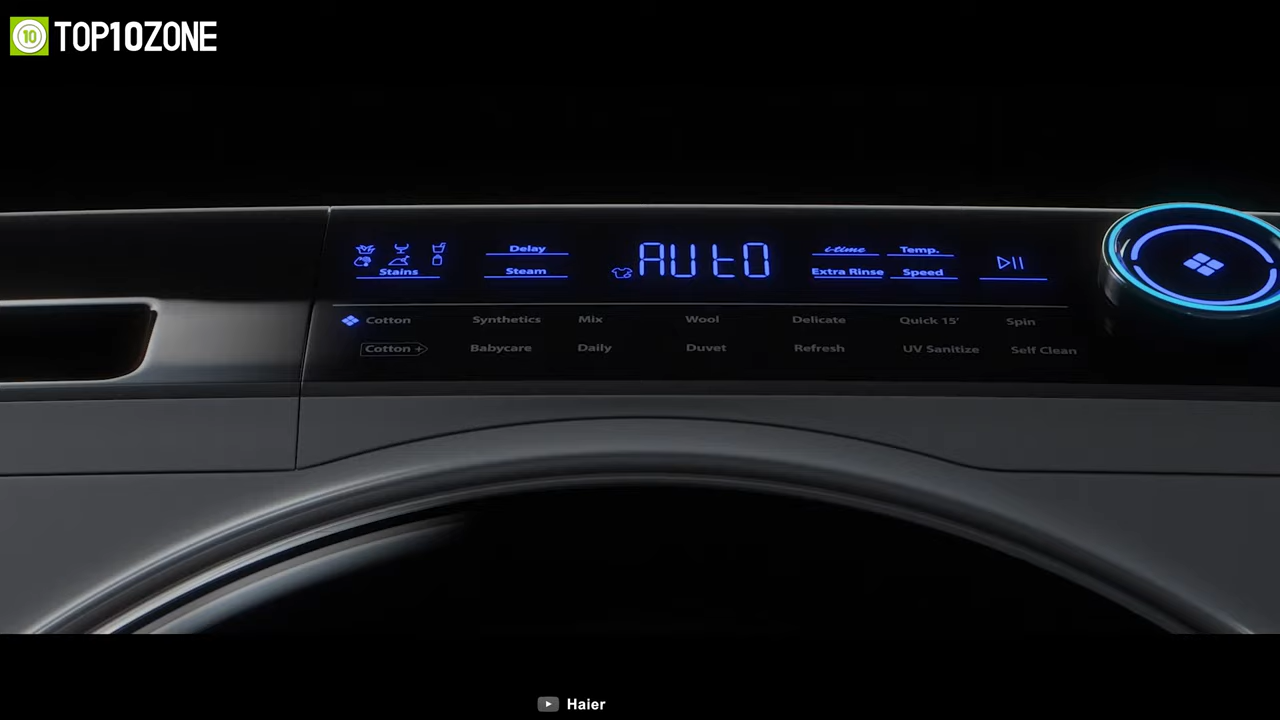 10 TOP10ZONE
Delay
AUTO
i-time
Temp.
Stains
Steam
Extra Rinse
Speed
Cotton
Synthetics
Mix
Wool
Delicate
Quick 15'
Spin
Cotton +
Babycare
Daily
Duvet
Refresh
UV Sanitize
Self Clean
Haier